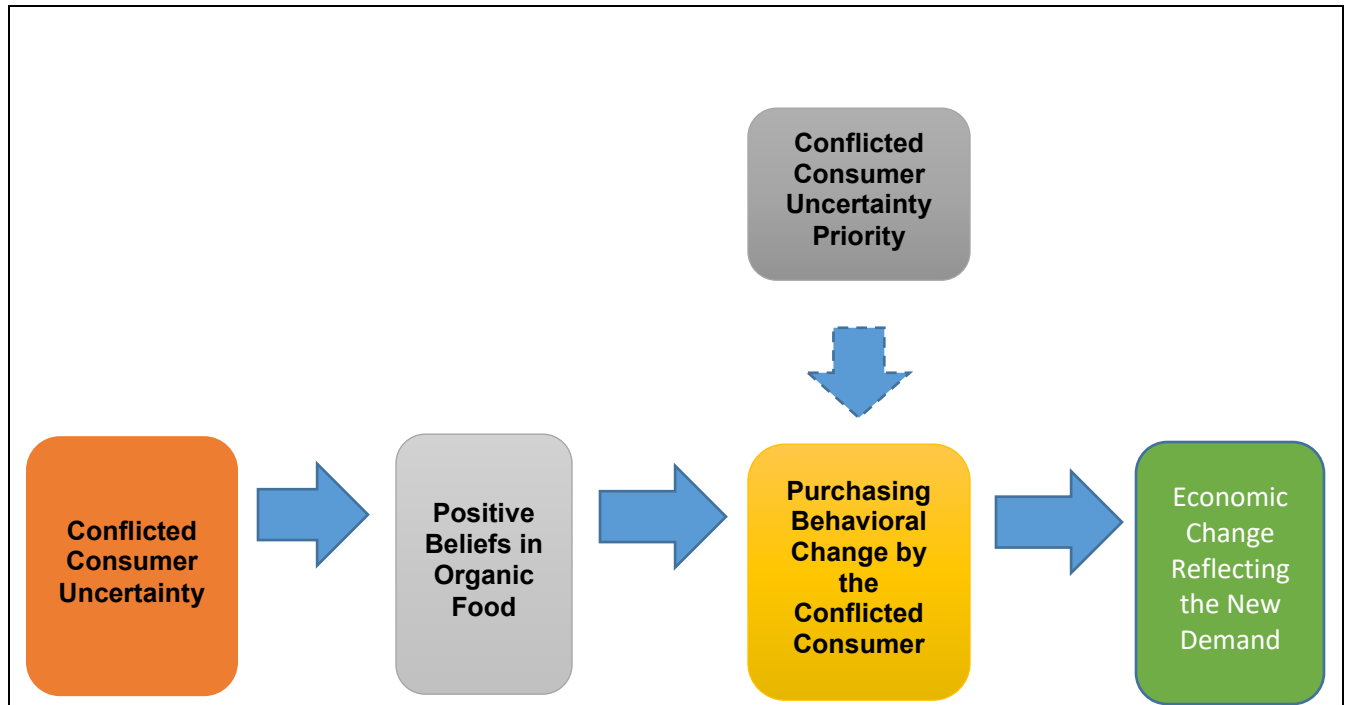 Conflicted
Consumer
Uncertainty
Priority
Conflicted
Consumer
Uncertainty
Positive
Beliefs in
Organic
Food
Purchasing
Behavioral
Change by
the
Conflicted
Consumer
Economic
Change
Reflecting
the New
Demand